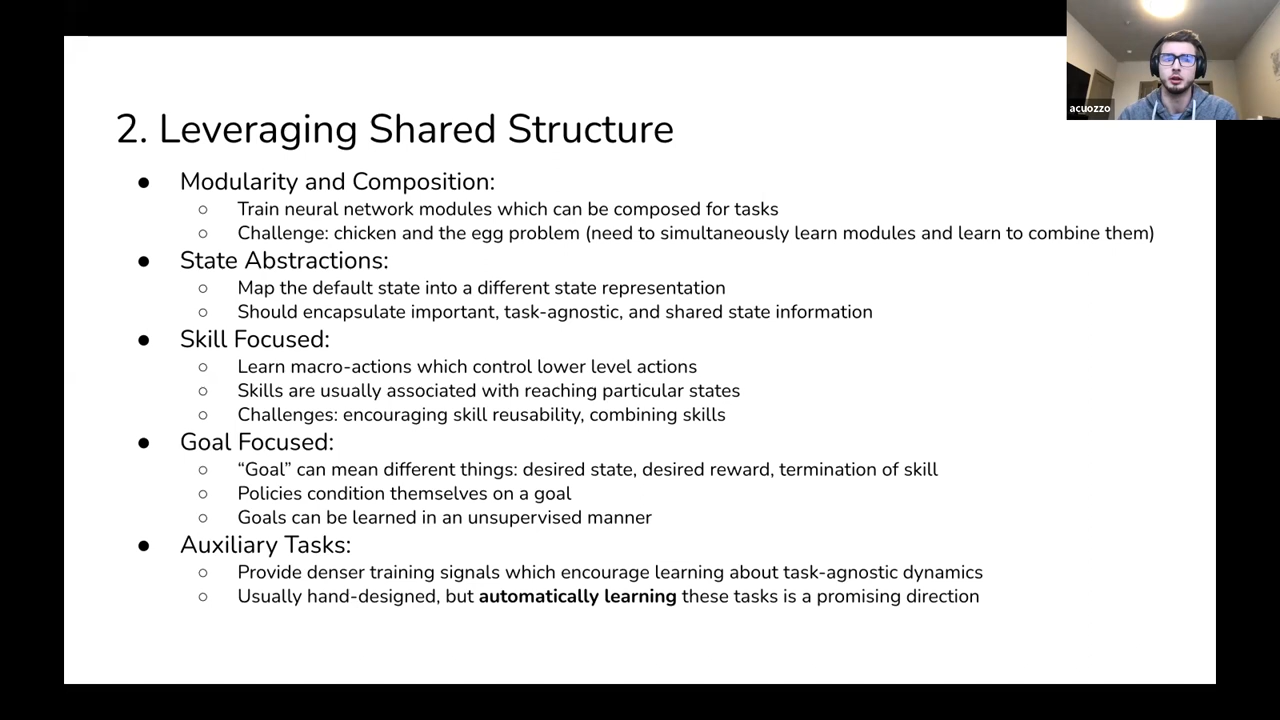 acuozzo
2. Leveraging Shared Structure
● Modularity and Composition:
○ Train neural network modules which can be composed for tasks
○ Challenge: chicken and the egg problem (need to simultaneously learn modules and learn to combine them)
● State Abstractions:
○ Map the default state into a different state representation
○ Should encapsulate important, task-agnostic, and shared state information
● Skill Focused:
○ Learn macro-actions which control lower level actions
○ Skills are usually associated with reaching particular states
○ Challenges: encouraging skill reusability, combining skills
● Goal Focused:
○ “Goal” can mean different things: desired state, desired reward, termination of skill
○ Policies condition themselves on a goal
○ Goals can be learned in an unsupervised manner
● Auxiliary Tasks:
○ Provide denser training signals which encourage learning about task-agnostic dynamics
○ Usually hand-designed, but automatically learning these tasks is a promising direction